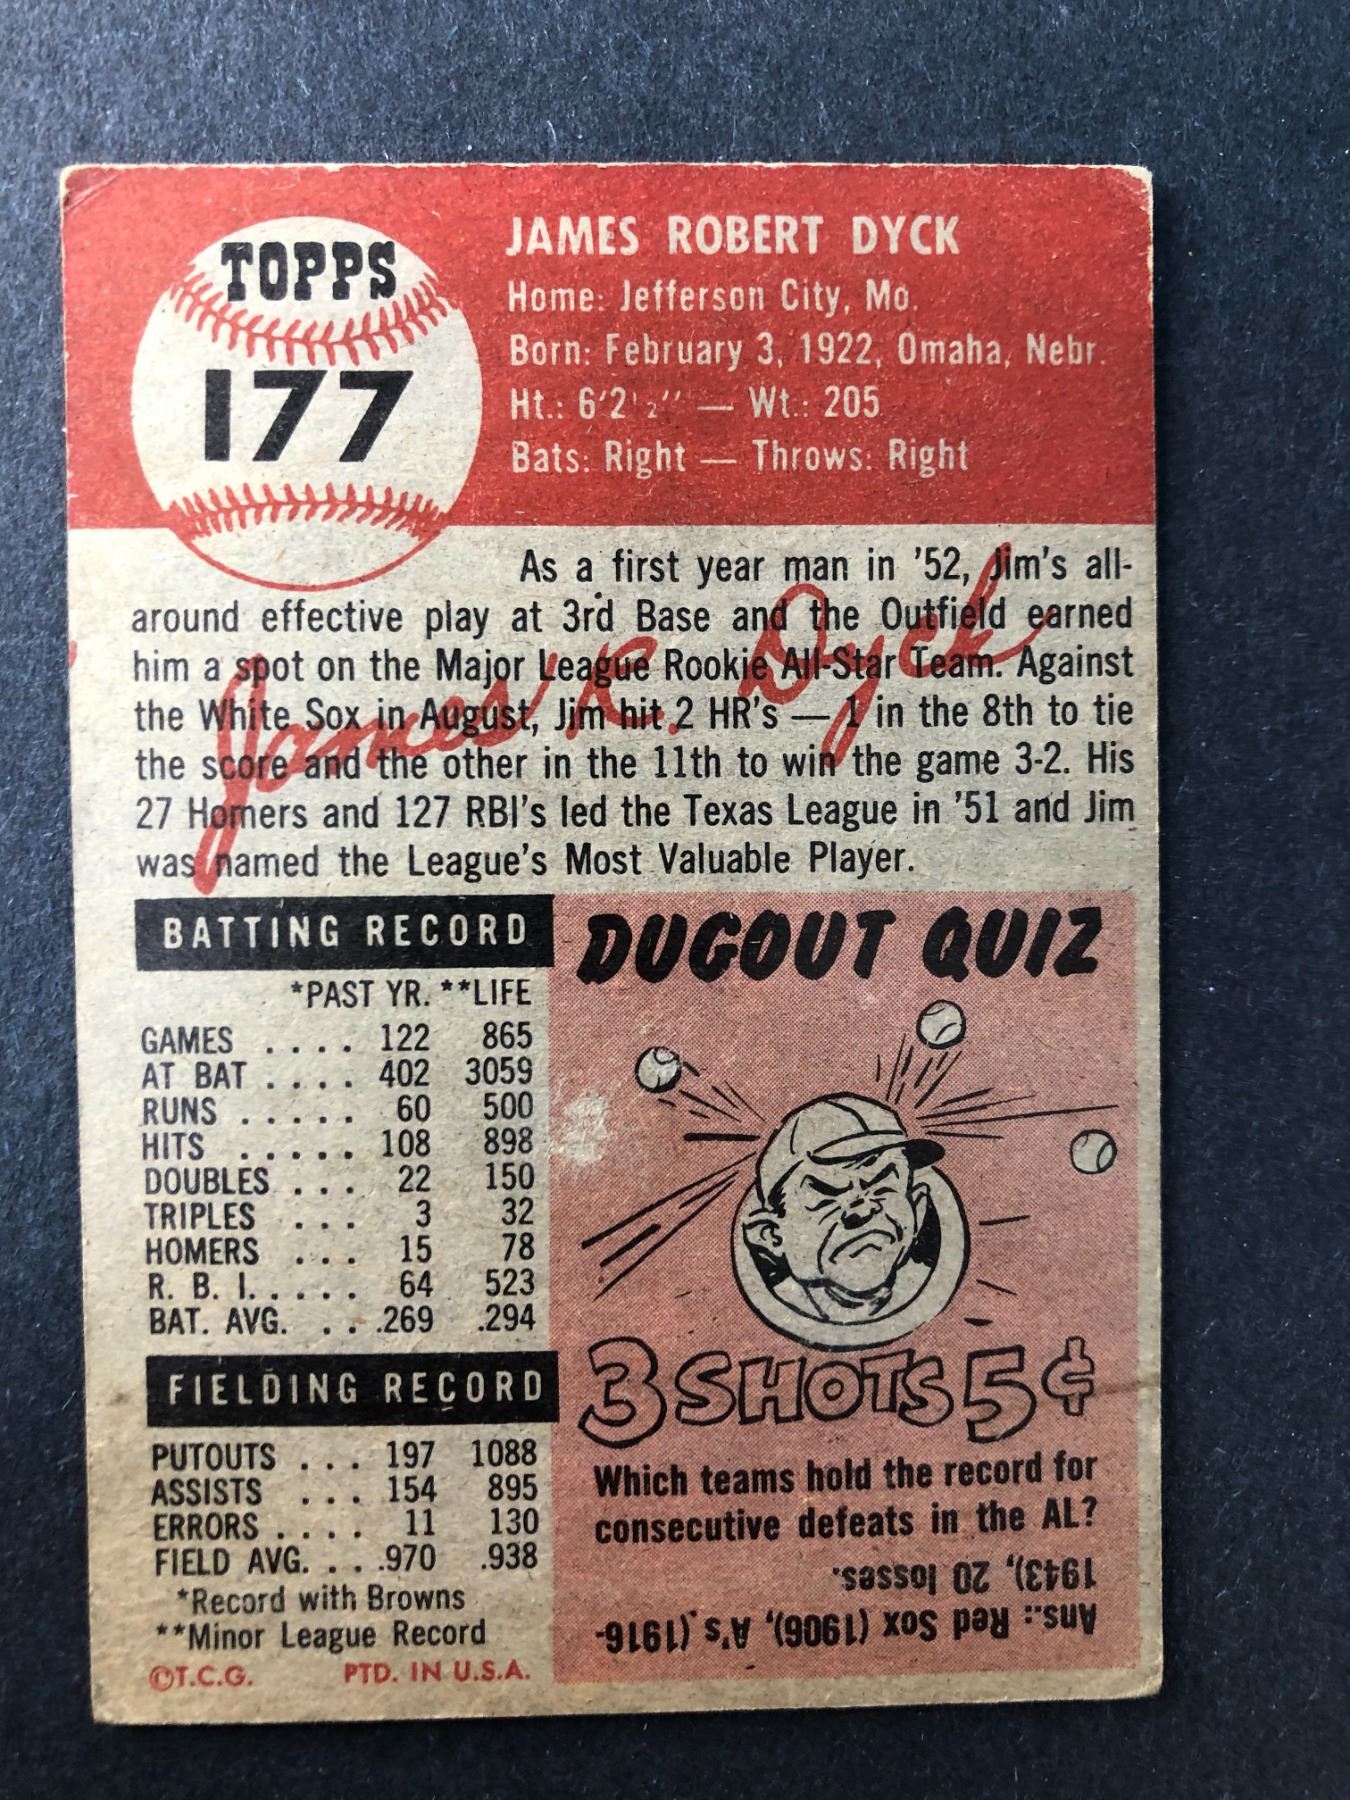 TOPPS
177
JAMES ROBERT DYCK
Home: Jefferson City, Mo.
Born: February 3, 1922, Omaha, Nebr.
Ht.: 6'2½'' — Wt.: 205
Bats: Right — Throws: Right
As a first year man in '52, Jim's all-
around effective play at 3rd Base and the Outfield earned
him a spot on the Major League Rookie All-Star Team. Against
the White Sox in August, Jim hit 2 HR's — 1 in the 8th to tie
the score and the other in the 11th to win the game 3-2. His
27 Homers and 127 RBI's led the Texas League in '51 and Jim
was named the League's Most Valuable Player.
James R. Dyck
BATTING RECORD
*PAST YR. **LIFE
GAMES .... 122 865
AT BAT .... 402 3059
RUNS ..... 60 500
HITS ..... 108 898
DOUBLES ... 22 150
TRIPLES ... 3 32
HOMERS ... 15 78
R. B. I. .... 64 523
BAT. AVG. .. .269 .294
FIELDING RECORD
PUTOUTS ... 197 1088
ASSISTS ... 154 895
ERRORS .... 11 130
FIELD AVG. .. .970 .938
*Record with Browns
**Minor League Record
©T.C.G. PTD. IN U.S.A.
DUGOUT QUIZ
3 SHOTS 5¢
Which teams hold the record for
consecutive defeats in the AL?
Ans.: Red Sox (1906), A's (1916-
1943), 20 losses.